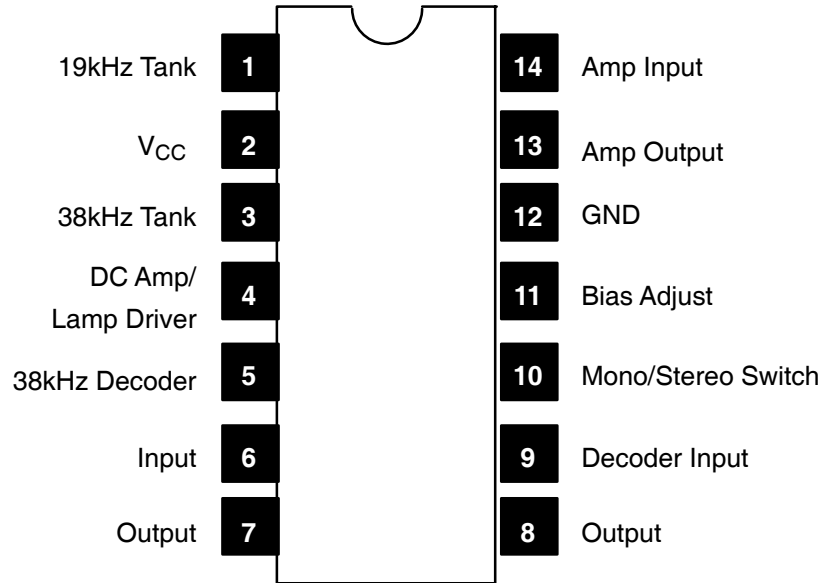 19kHz Tank 1
14 Amp Input
VCC 2
13 Amp Output
38kHz Tank 3
12 GND
DC Amp/
Lamp Driver
4
11 Bias Adjust
38kHz Decoder 5
10 Mono/Stereo Switch
Input 6
9 Decoder Input
Output 7
8 Output